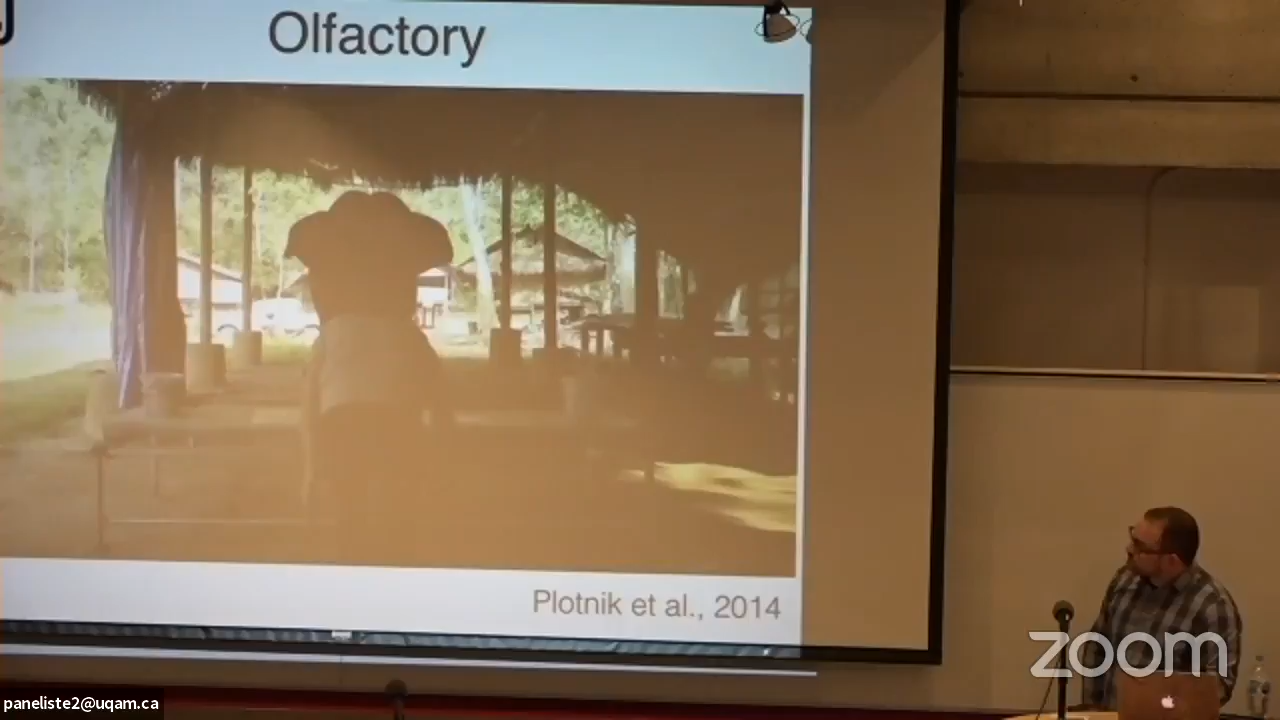 Olfactory
Plotnik et al., 2014
zoom
paneliste2@uqam.ca